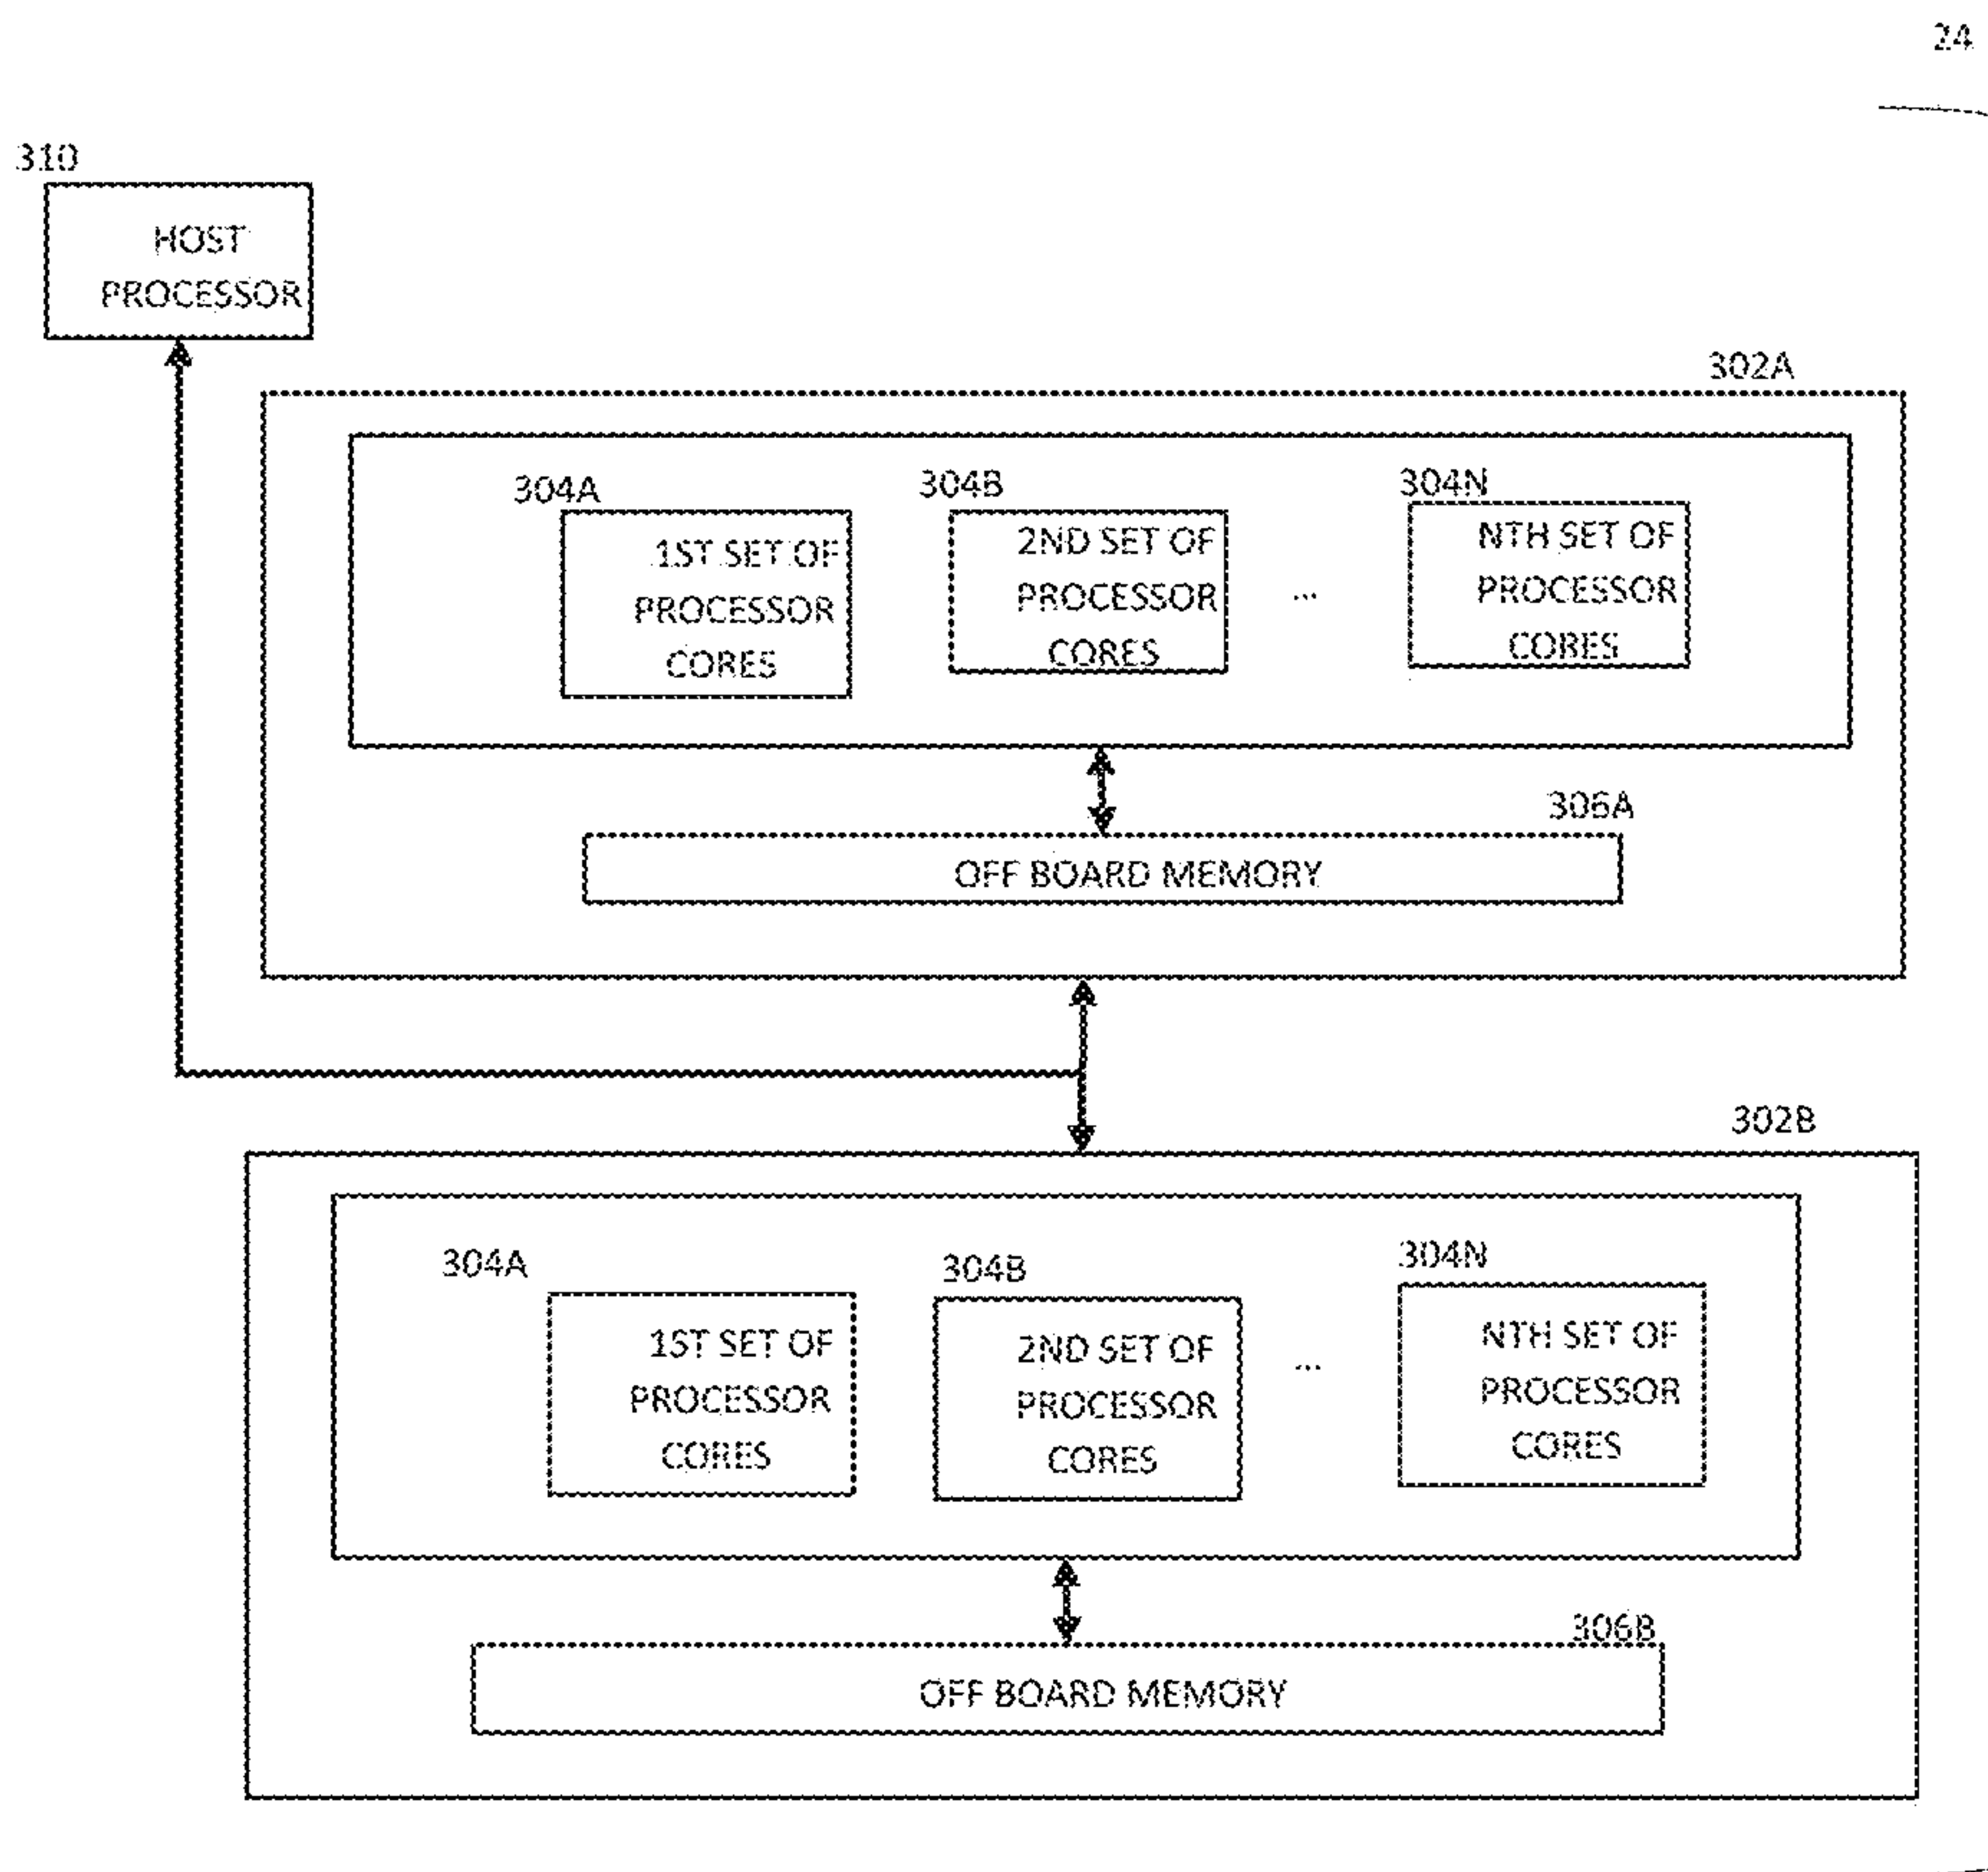 24
310
HOST
PROCESSOR
302A
304A
1ST SET OF
PROCESSOR
CORES
304B
2ND SET OF
PROCESSOR
CORES
...
304N
NTH SET OF
PROCESSOR
CORES
306A
OFF BOARD MEMORY
302B
304A
1ST SET OF
PROCESSOR
CORES
304B
2ND SET OF
PROCESSOR
CORES
...
304N
NTH SET OF
PROCESSOR
CORES
306B
OFF BOARD MEMORY